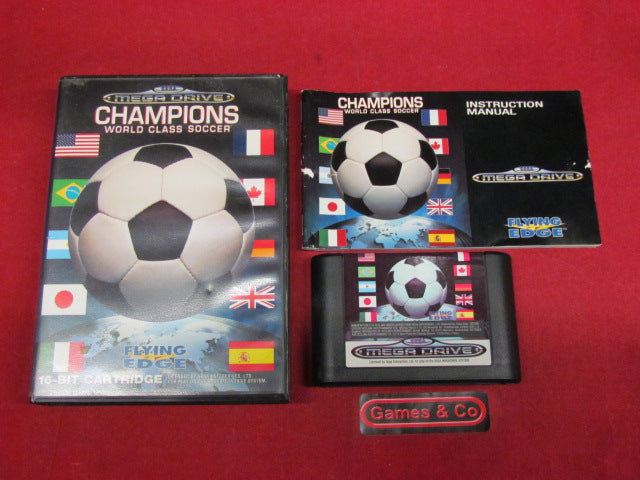 SEGA
MEGA DRIVE
CHAMPIONS
WORLD CLASS SOCCER
FLYING
EDGE
16-BIT CARTRIDGE
CHAMPIONS
WORLD CLASS SOCCER
INSTRUCTION
MANUAL
SEGA
MEGA DRIVE
FLYING
EDGE
FLYING
EDGE
MEGA DRIVE
Games & Co